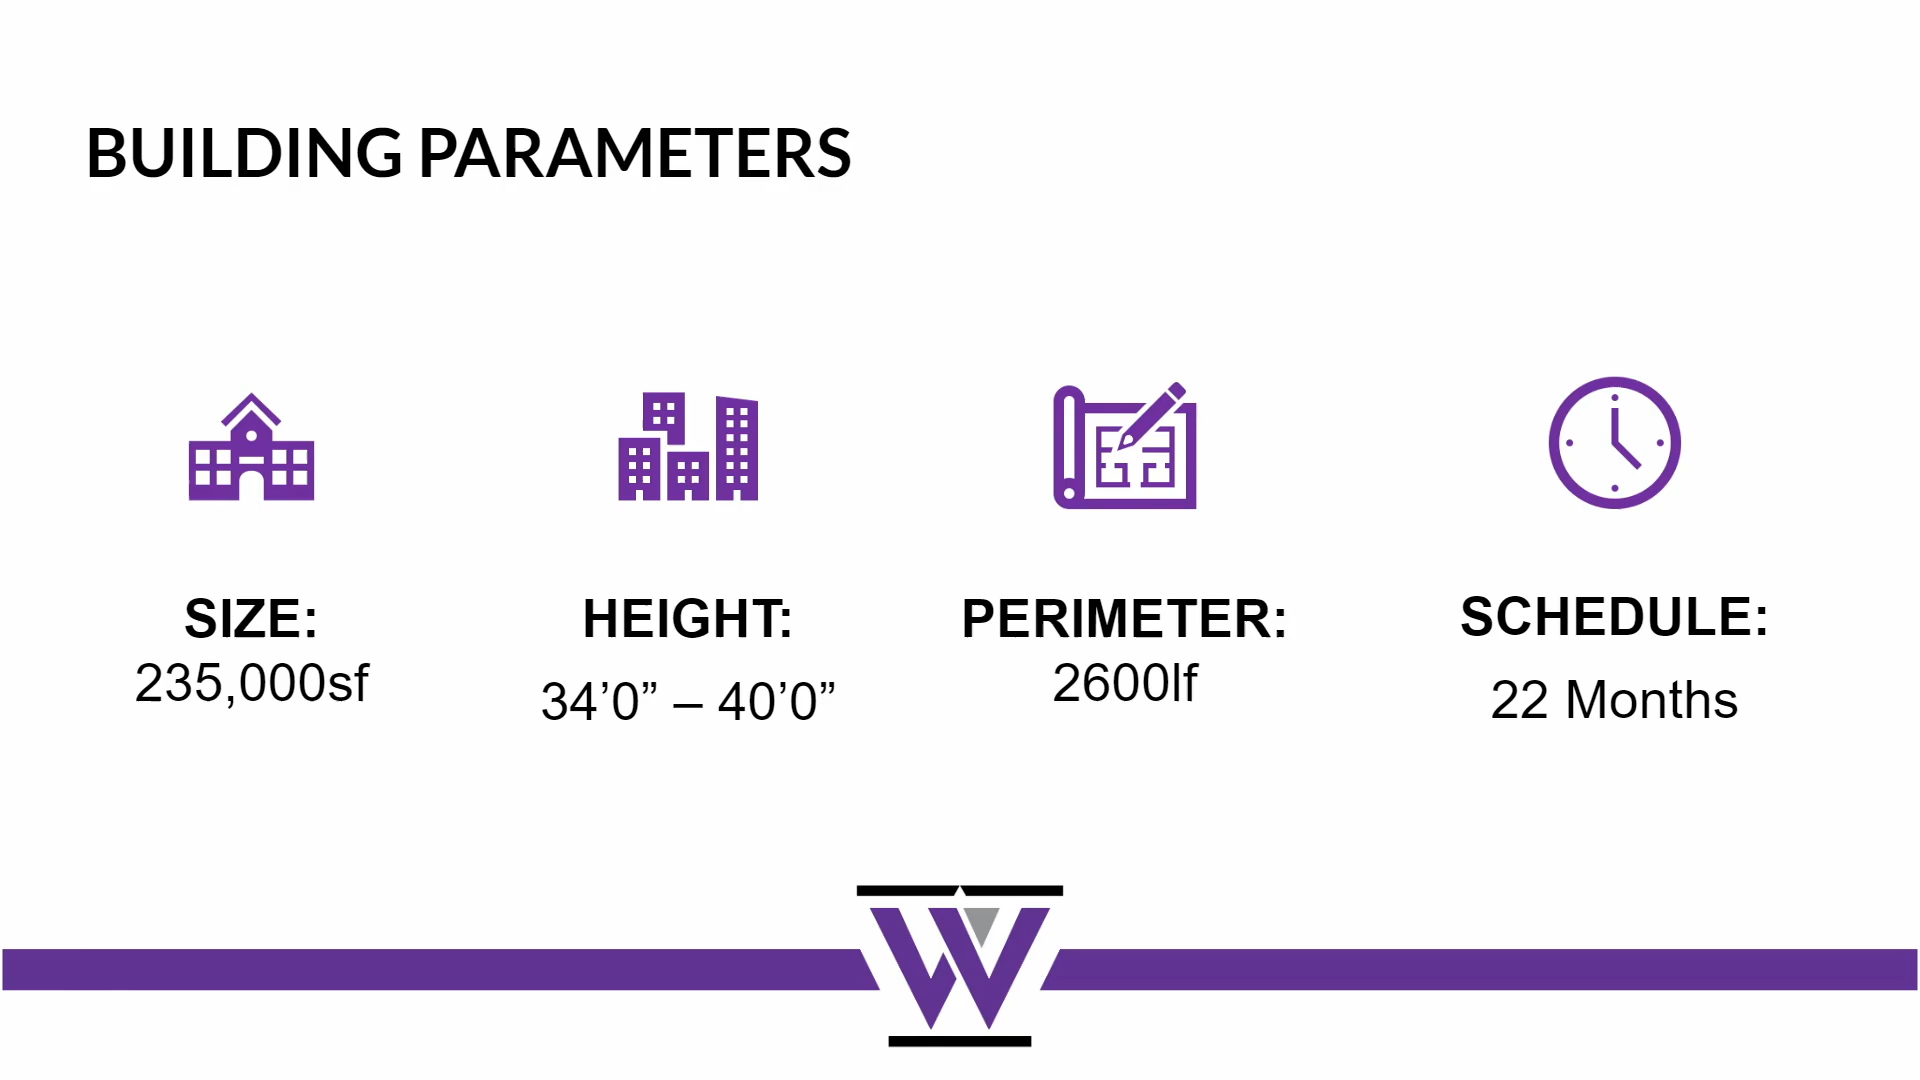 BUILDING PARAMETERS
SIZE:
235,000sf
HEIGHT:
34’0” – 40’0”
PERIMETER:
2600lf
SCHEDULE:
22 Months
W